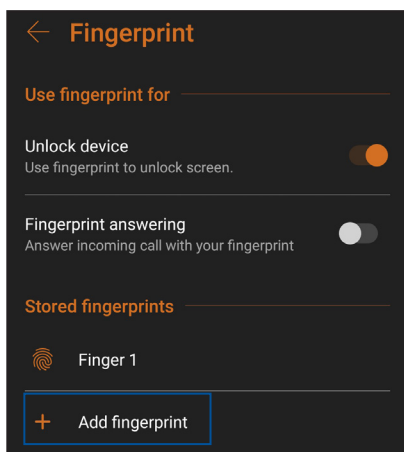 Fingerprint
Use fingerprint for
Unlock device
Use fingerprint to unlock screen.
Fingerprint answering
Answer incoming call with your fingerprint
Stored fingerprints
Finger 1
Add fingerprint